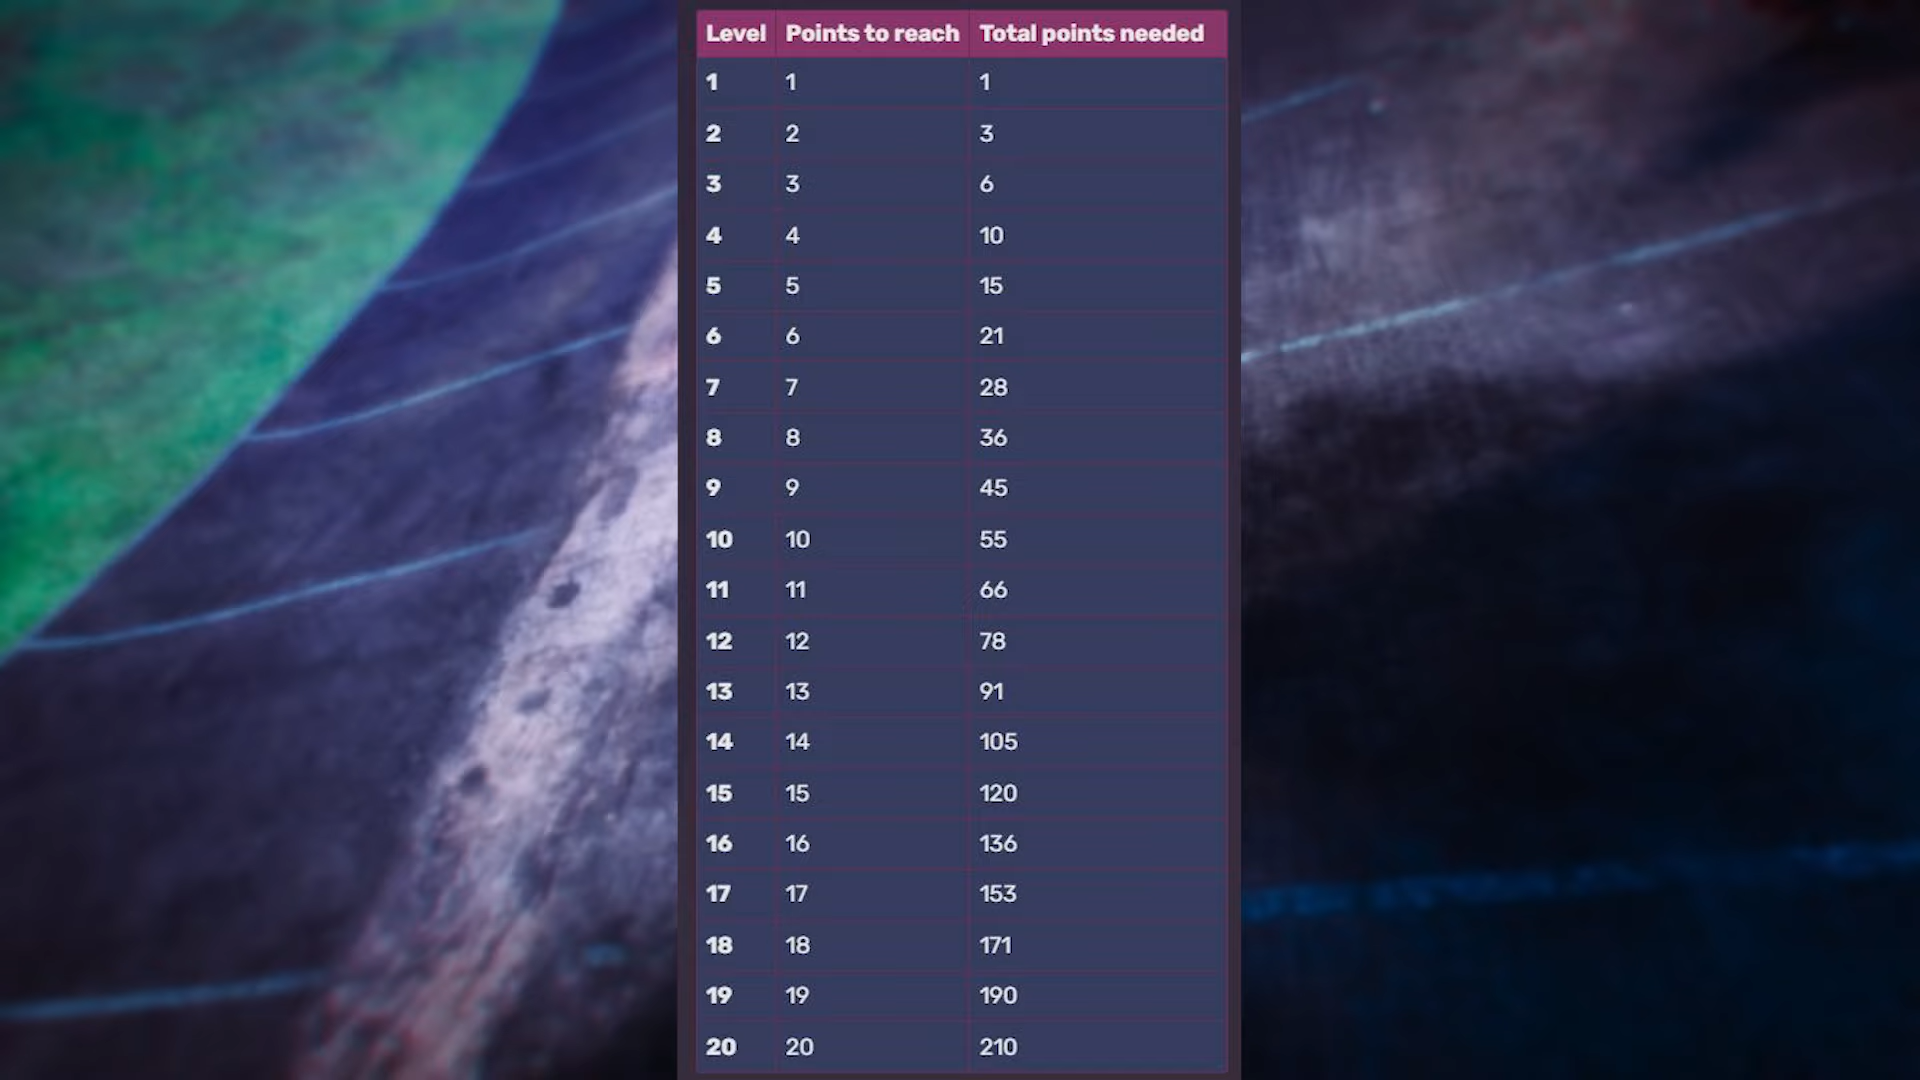 Level Points to reach Total points needed
1 1 1
2 2 3
3 3 6
4 4 10
5 5 15
6 6 21
7 7 28
8 8 36
9 9 45
10 10 55
11 11 66
12 12 78
13 13 91
14 14 105
15 15 120
16 16 136
17 17 153
18 18 171
19 19 190
20 20 210